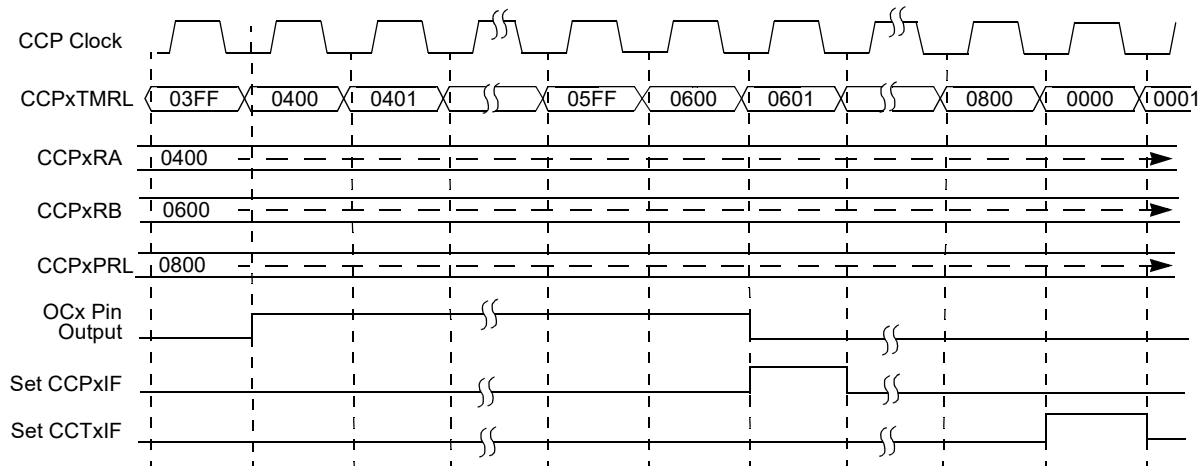 CCP Clock
CCPxTMRL 03FF 0400 0401 05FF 0600 0601 0800 0000 0001
CCPxRA 0400
CCPxRB 0600
CCPxPRL 0800
OCx Pin
Output
Set CCPxIF
Set CCTxIF